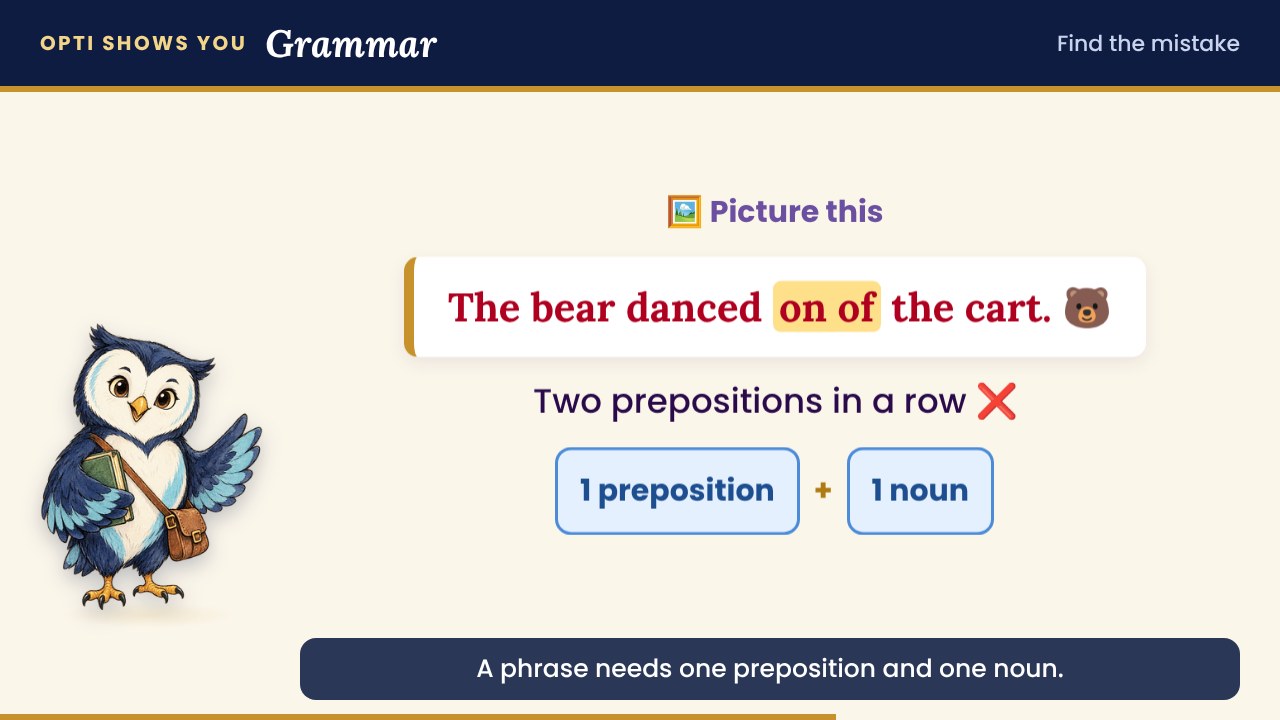 OPTI SHOWS YOU Grammar
Find the mistake
Picture this
The bear danced on of the cart.
Two prepositions in a row
1 preposition + 1 noun
A phrase needs one preposition and one noun.